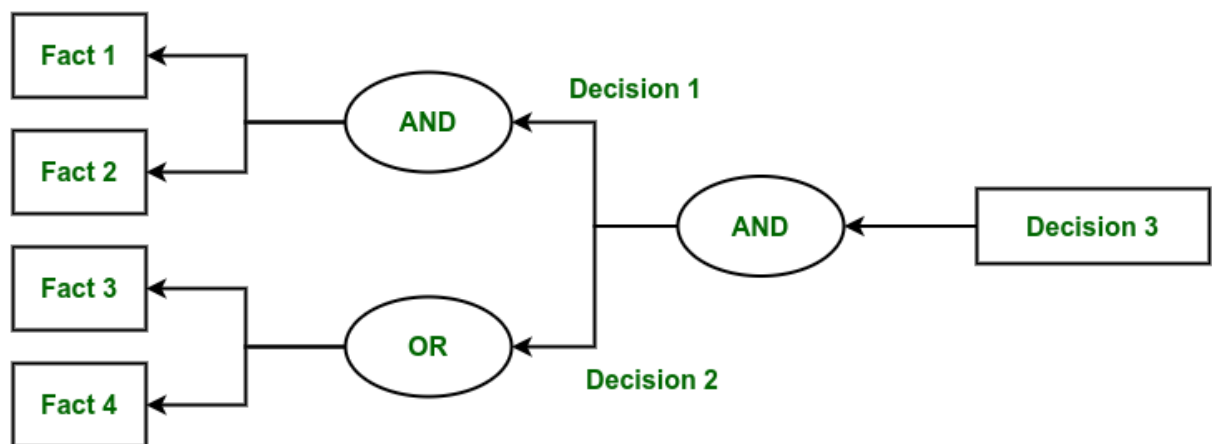 Fact 1
Fact 2
Fact 3
Fact 4
AND
OR
Decision 1
Decision 2
AND
Decision 3